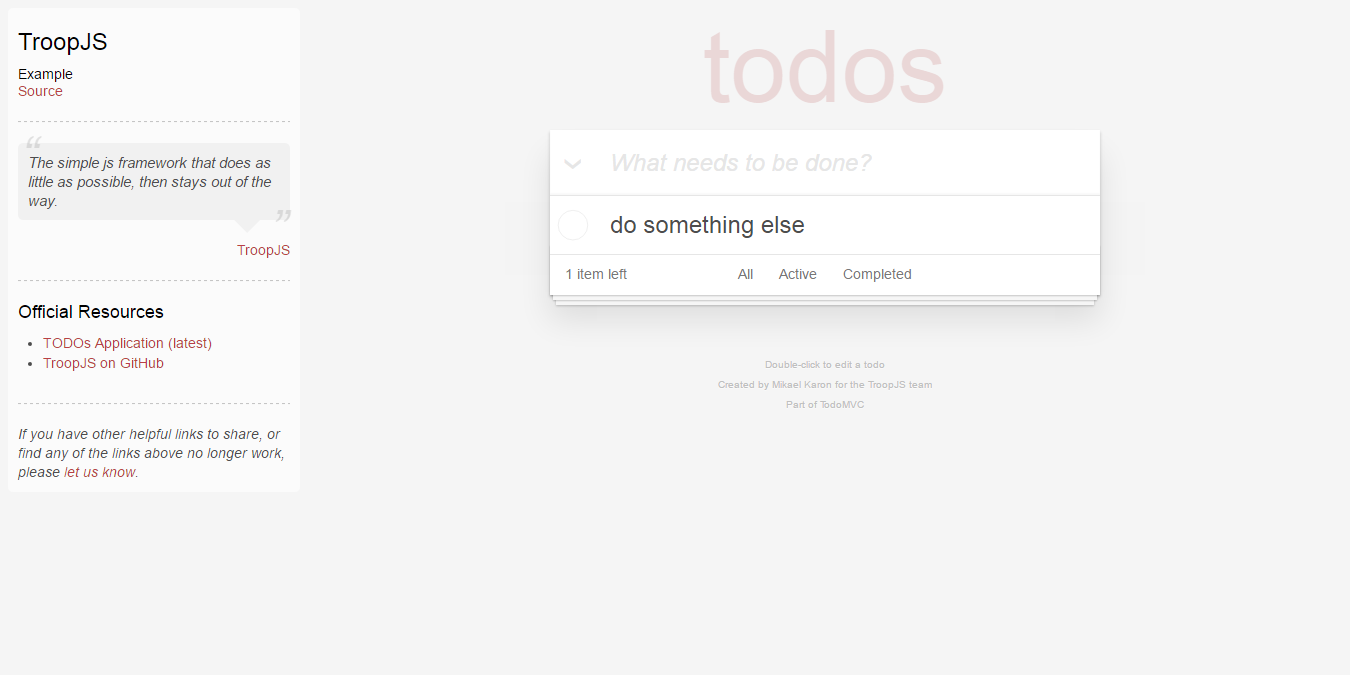 TroopJS
Example
Source
“
The simple js framework that does as
little as possible, then stays out of the
way.
”
TroopJS
Official Resources
• TODOs Application (latest)
• TroopJS on GitHub
If you have other helpful links to share, or
find any of the links above no longer work,
please let us know.
todos
What needs to be done?
do something else
1 item left All Active Completed
Double-click to edit a todo
Created by Mikael Karon for the TroopJS team
Part of TodoMVC